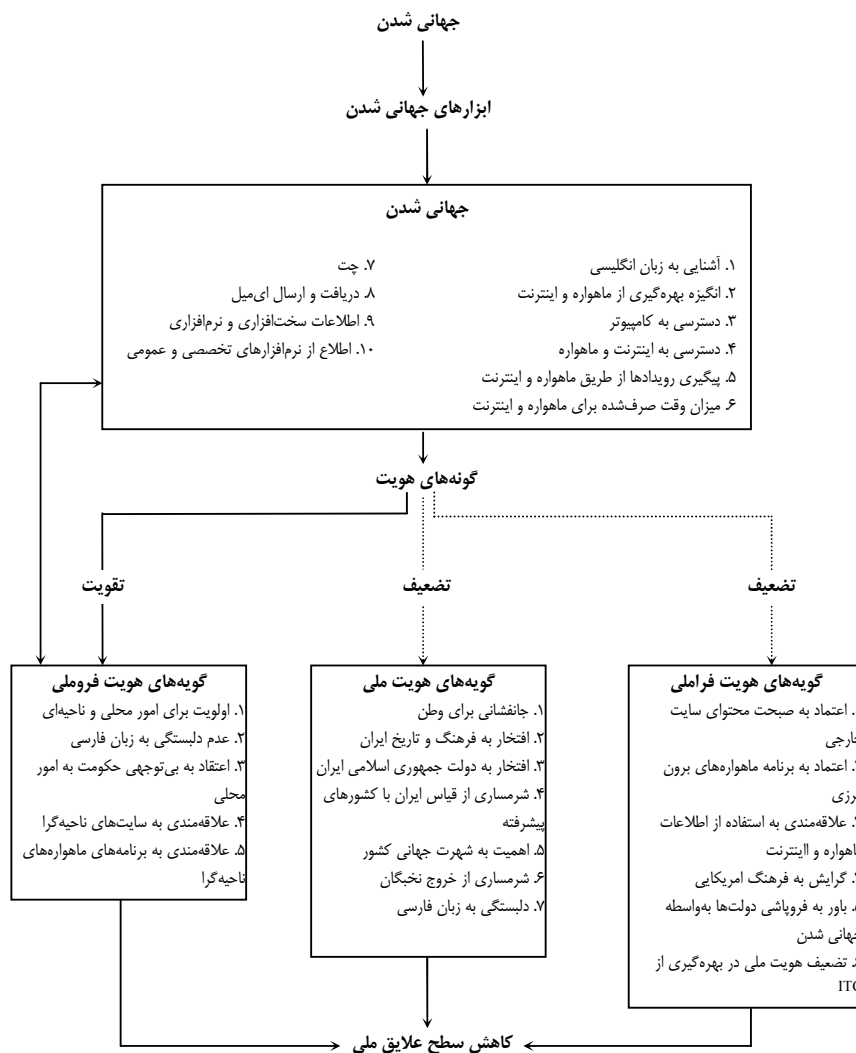 جهانی شدن
ابزارهای جهانی شدن
جهانی شدن
۱. آشنایی به زبان انگلیسی
۲. انگیزه بهره‌گیری از ماهواره و اینترنت
۳. دسترسی به کامپیوتر
۴. دسترسی به اینترنت و ماهواره
۵. پیگیری رویدادها از طریق ماهواره و اینترنت
۶. میزان وقت صرف‌شده برای ماهواره و اینترنت
۷. چت
۸. دریافت و ارسال ای‌میل
۹. اطلاعات سخت‌افزاری و نرم‌افزاری
۱۰. اطلاع از نرم‌افزارهای تخصصی و عمومی
گونه‌های هویت
تضعیف
تضعیف
تقویت
گویه‌های هویت فراملی
اعتماد به صبحت محتوای سایت
اعتماد به برنامه ماهواره‌های برون
علاقه‌مندی به استفاده از اطلاعات
و ااینترنت
گرایش به فرهنگ امریکایی
باور به فروپاشی دولت‌ها به‌واسطه
شدن
تضعیف هویت ملی در بهره‌گیری از
گویه‌های هویت ملی
۱. جانفشانی برای وطن
۲. افتخار به فرهنگ و تاریخ ایران
۳. افتخار به دولت جمهوری اسلامی ایران
۴. شرمساری از قیاس ایران با کشورهای
پیشرفته
۵. اهمیت به شهرت جهانی کشور
۶. شرمساری از خروج نخبگان
۷. دلبستگی به زبان فارسی
گویه‌های هویت فروملی
۱. اولویت برای امور محلی و ناحیه‌ای
۲. عدم دلبستگی به زبان فارسی
۳. اعتقاد به بی‌توجهی حکومت به امور
محلی
۴. علاقه‌مندی به سایت‌های ناحیه‌گرا
۵. علاقه‌مندی به برنامه‌های ماهواره‌های
ناحیه‌گرا
کاهش سطح علایق ملی